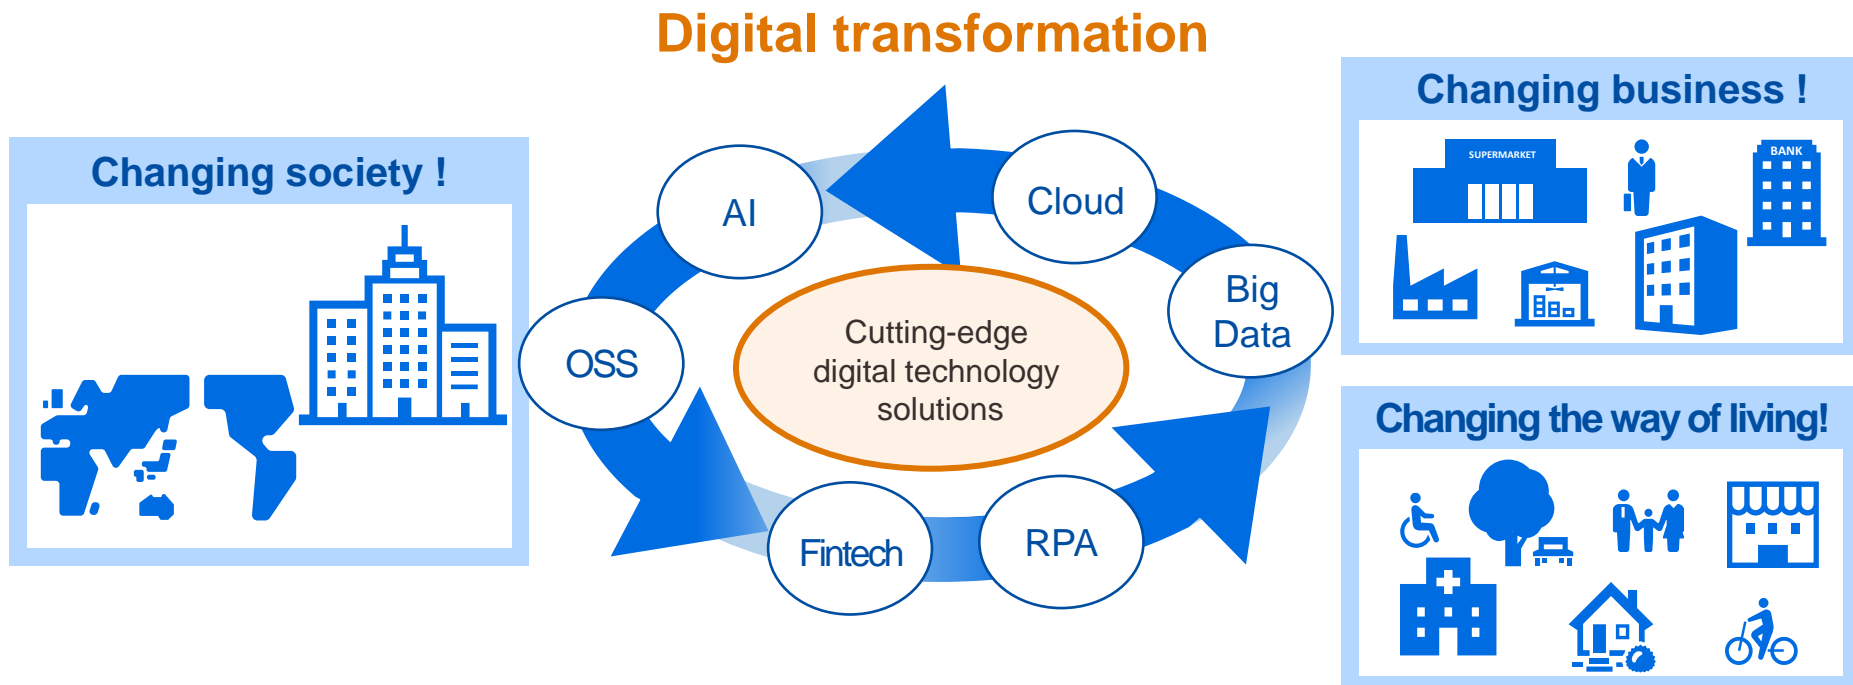 Digital transformation
Changing society !
AI
Cloud
OSS
Big
Data
Cutting-edge
digital technology
solutions
Fintech
RPA
Changing business !
SUPERMARKET
BANK
Changing the way of living!